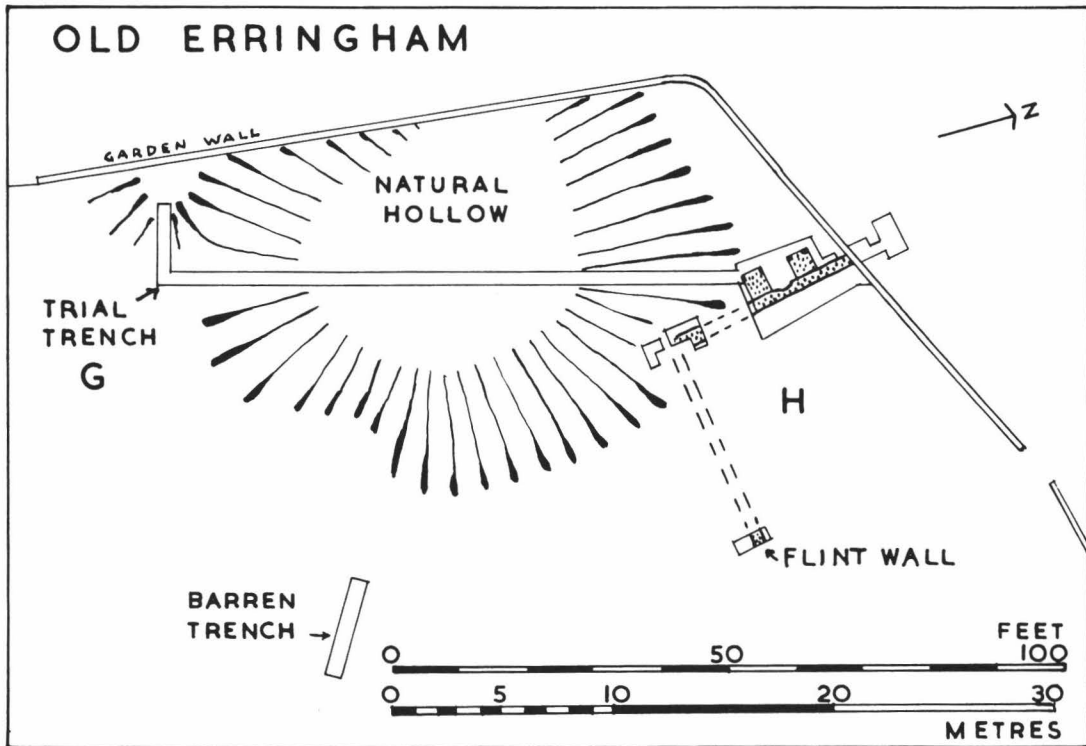 OLD ERRINGHAM
GARDEN WALL
N
NATURAL
HOLLOW
TRIAL
TRENCH
G
H
FLINT WALL
BARREN
TRENCH
FEET
0 50 100
0 5 10 20 30
METRES